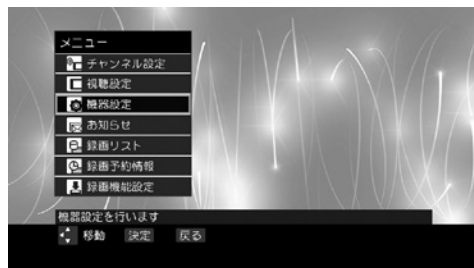 メニュー
チャンネル設定
視聴設定
機器設定
お知らせ
録画リスト
録画予約情報
録画機能設定
機器設定を行います
移動 決定 戻る